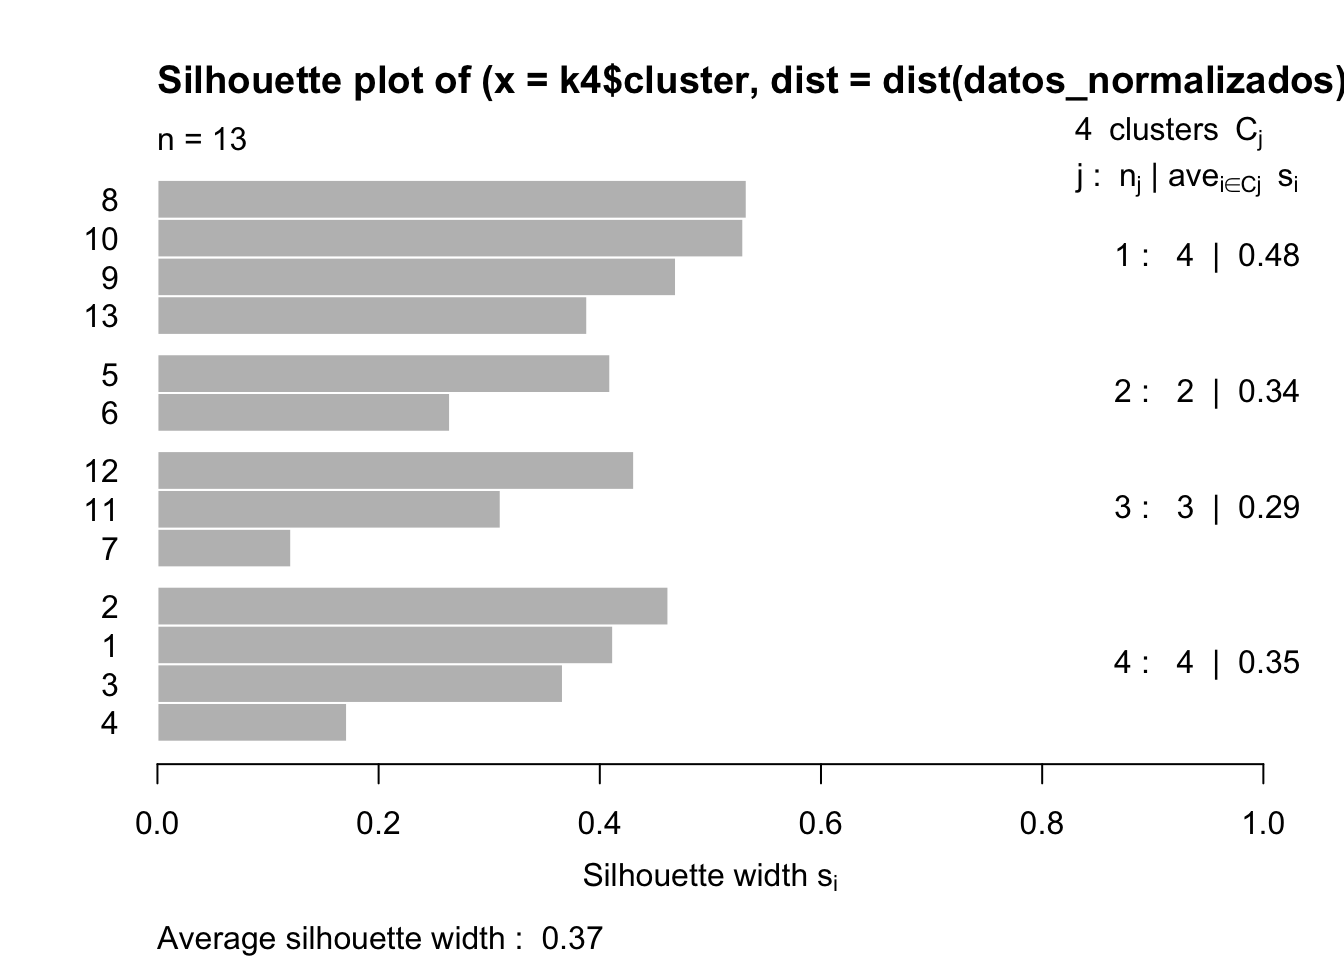 Silhouette plot of (x = k4$cluster, dist = dist(datos_normalizados)
n = 13
4 clusters Cj
j : nj | avei∈Cj si
8
10
9
13
1 : 4 | 0.48
5
6
2 : 2 | 0.34
12
11
7
3 : 3 | 0.29
2
1
3
4
4 : 4 | 0.35
0.0 0.2 0.4 0.6 0.8 1.0
Silhouette width si
Average silhouette width : 0.37